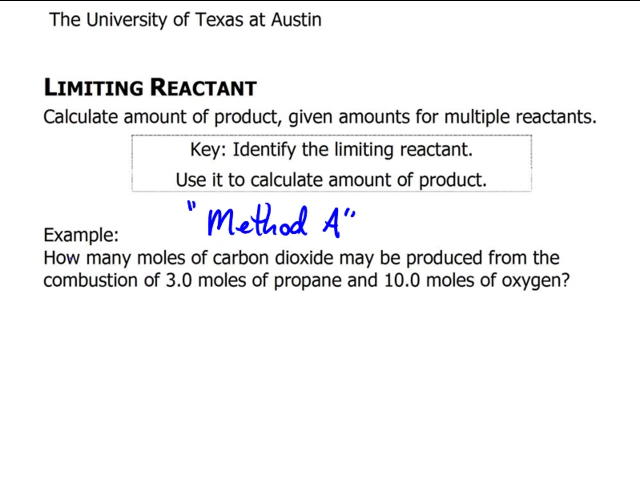 The University of Texas at Austin
LIMITING REACTANT
Calculate amount of product, given amounts for multiple reactants.
Key: Identify the limiting reactant.
Use it to calculate amount of product.
"Method A"
Example:
How many moles of carbon dioxide may be produced from the
combustion of 3.0 moles of propane and 10.0 moles of oxygen?